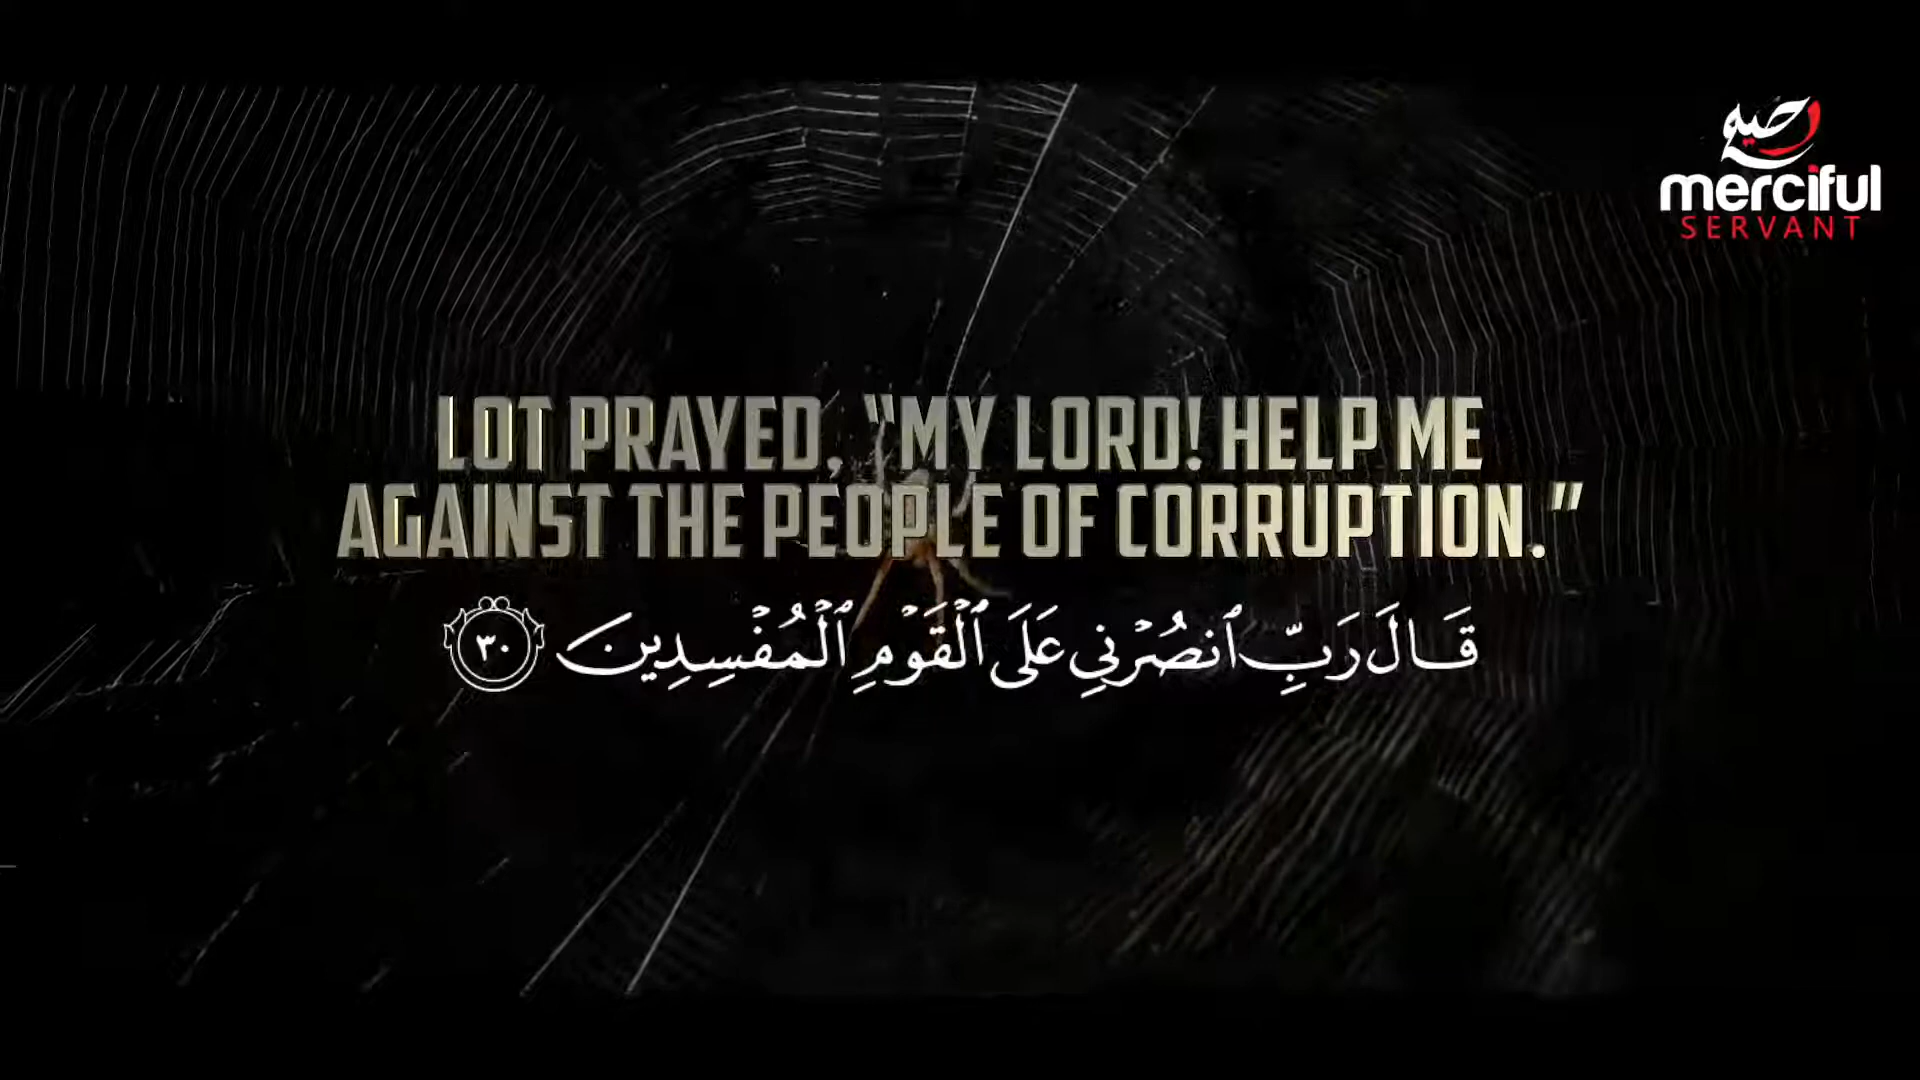 رحيم
merciful
SERVANT
LOT PRAYED, "MY LORD! HELP ME
AGAINST THE PEOPLE OF CORRUPTION."
قَالَ رَبِّ ٱنصُرۡنِي عَلَى ٱلۡقَوۡمِ ٱلۡمُفۡسِدِينَ ٣٠